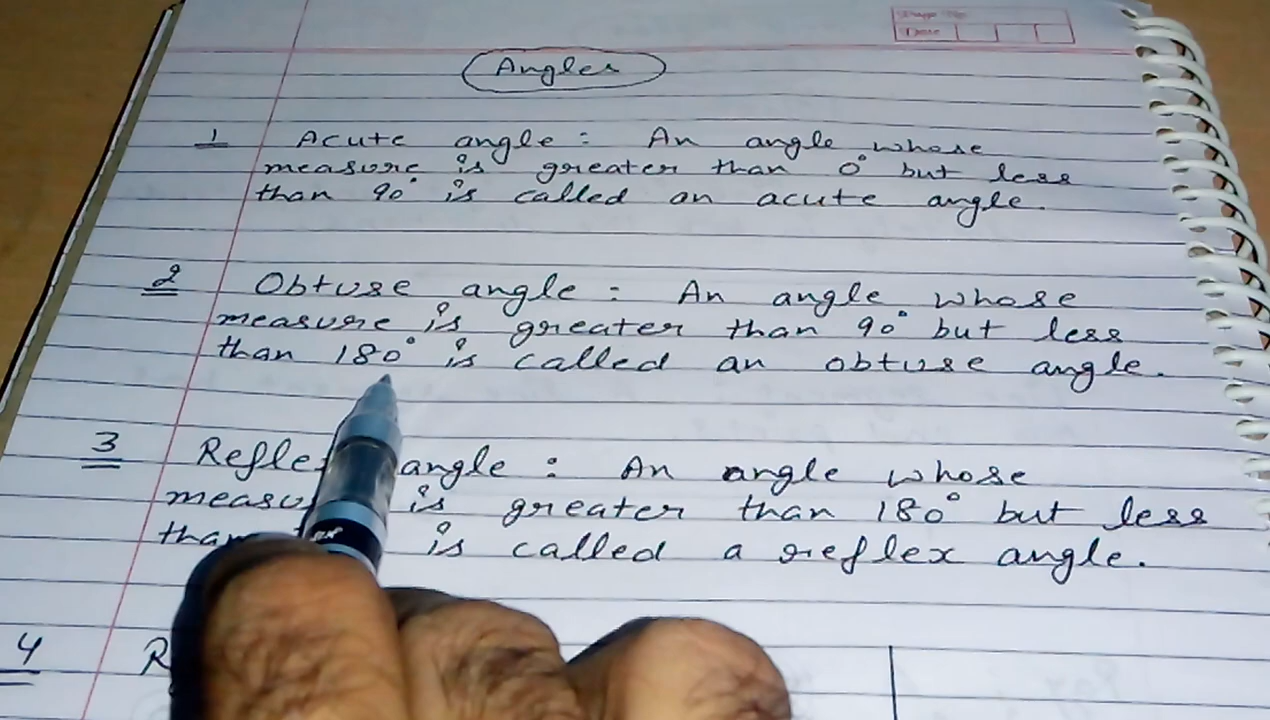 Page No.
Date
Angles
1 Acute angle : An angle whose
measure is greater than 0° but less
than 90° is called an acute angle.
2 Obtuse angle : An angle whose
measure is greater than 90° but less
than 180° is called an obtuse angle.
3 angle : An angle whose
is greater than 180° but less
is called a reflex angle.
4